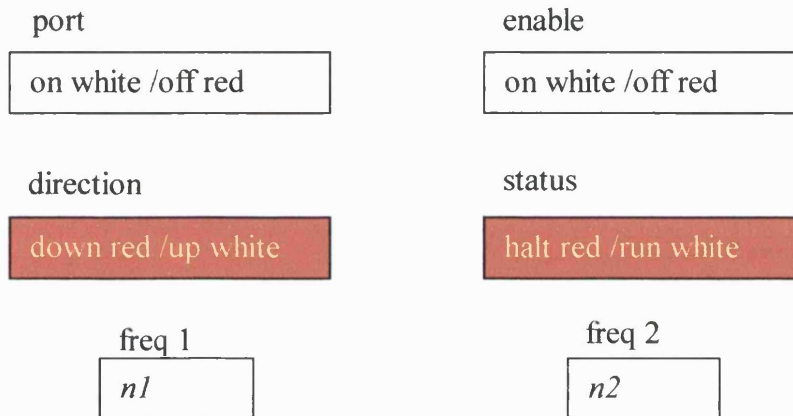 port enable
on white /off red on white /off red
direction status
down red /up white halt red /run white
freq 1 freq 2
n1 n2